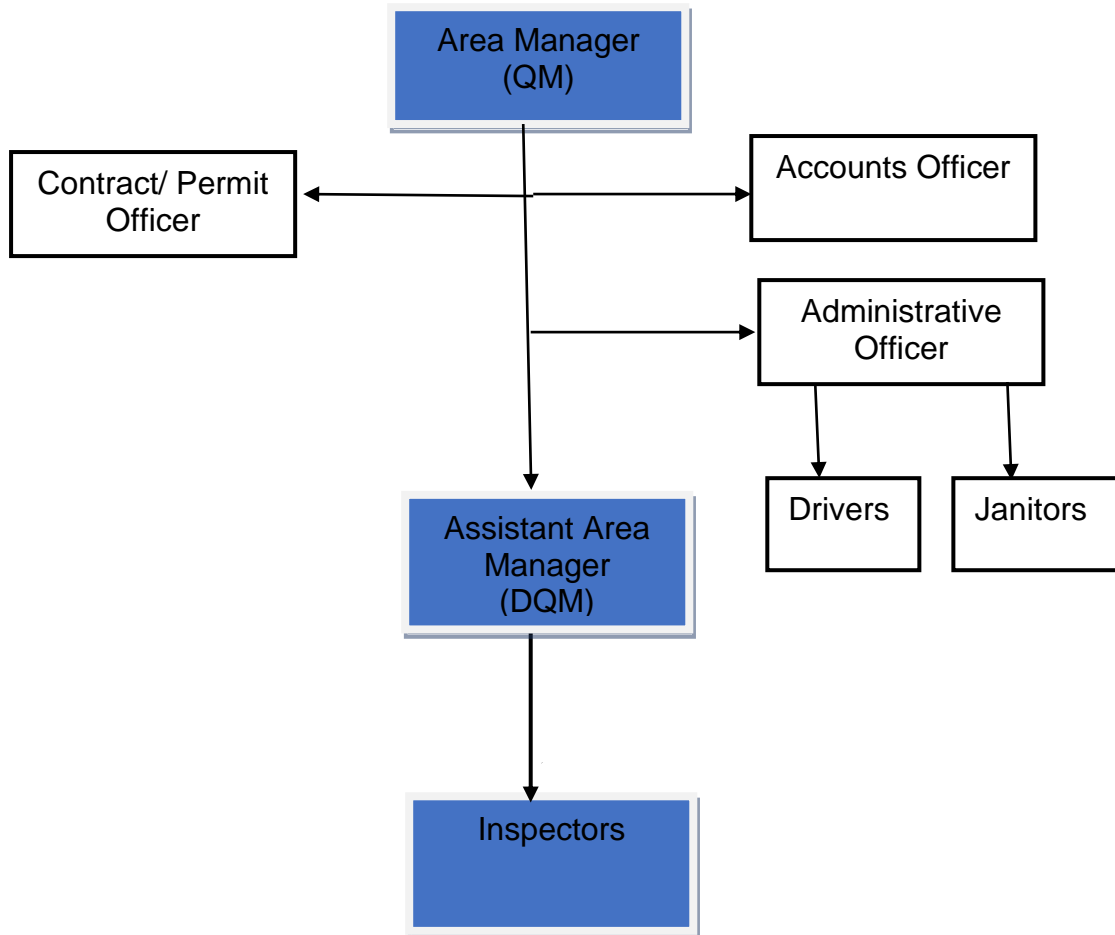 Area Manager
(QM)
Contract/ Permit
Officer
Accounts Officer
Administrative
Officer
Drivers
Janitors
Assistant Area
Manager
(DQM)
Inspectors